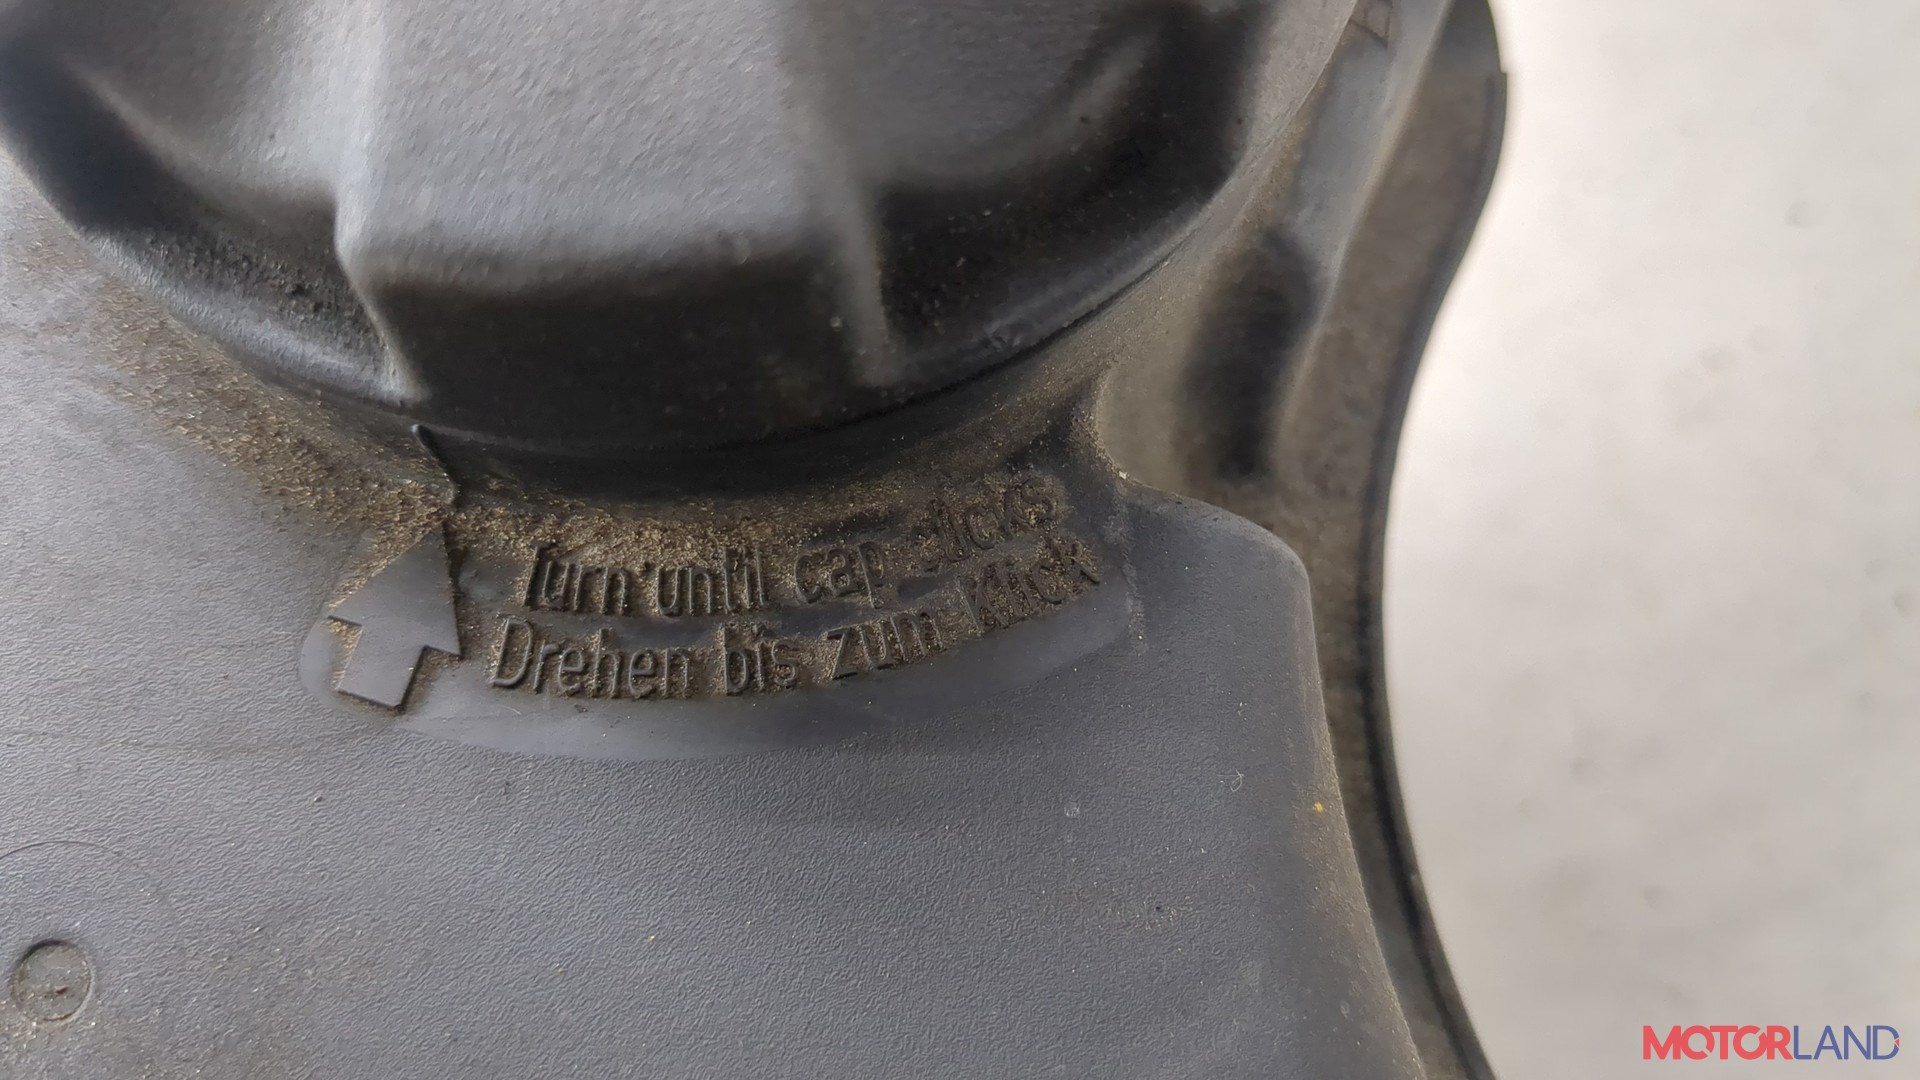 Turn until cap clicks
Drehen bis zum Klick
MOTORLAND